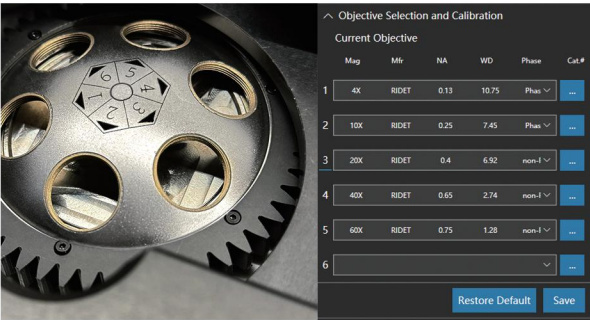 6 5
1 4
2 3
Objective Selection and Calibration
Current Objective
Mag Mfr NA WD Phase Cat.#
1 4X RIDET 0.13 10.75 Phas ...
2 10X RIDET 0.25 7.45 Phas ...
3 20X RIDET 0.4 6.92 non-l ...
4 40X RIDET 0.65 2.74 non-l ...
5 60X RIDET 0.75 1.28 non-l ...
6 ...
Restore Default Save